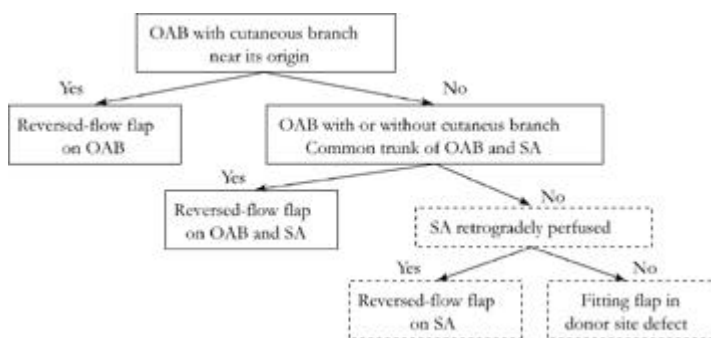 OAB with cutaneous branch
near its origin
Yes
No
Reversed-flow flap
on OAB
OAB with or without cutaneus branch
Common trunk of OAB and SA
Yes
No
Reversed-flow flap
on OAB and SA
SA retrogradely perfused
Yes
No
Reversed-flow flap
on SA
Fitting flap in
donor site defect